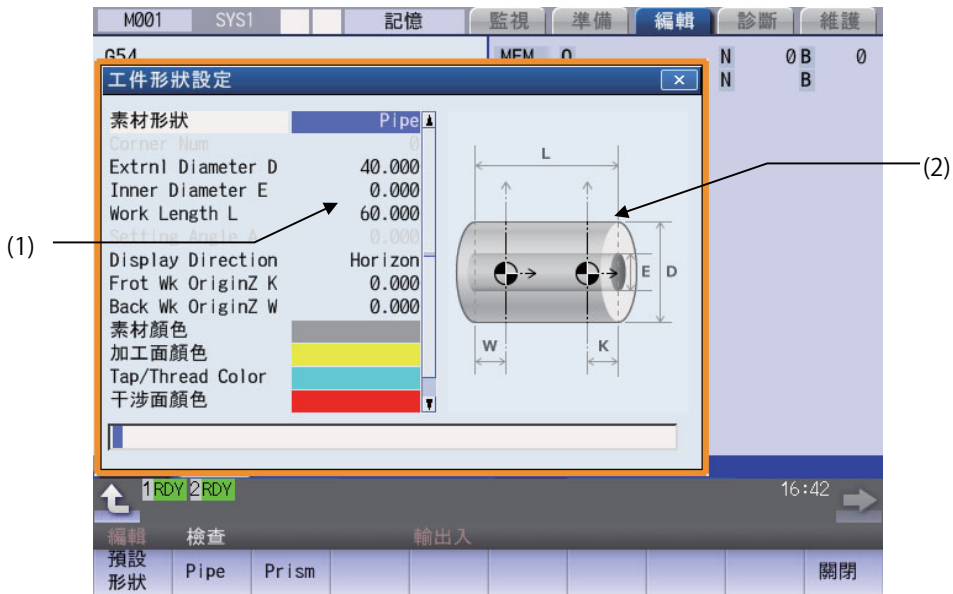 M001 SYS1 記憶 監視 準備 編輯 診斷 維護
G54 MEM O N 0 B 0
N B
工件形狀設定
素材形狀 Pipe
Corner Num 0
Extrnl Diameter D 40.000
Inner Diameter E 0.000
Work Length L 60.000
Setting Angle A 0.000
Display Direction Horizon
Frot Wk OriginZ K 0.000
Back Wk OriginZ W 0.000
素材顏色
加工面顏色
Tap/Thread Color
干涉面顏色
L
E D
W K
(1)
(2)
1 RDY 2 RDY 16:42
編輯 檢查 輸出入
預設
形狀 Pipe Prism 關閉